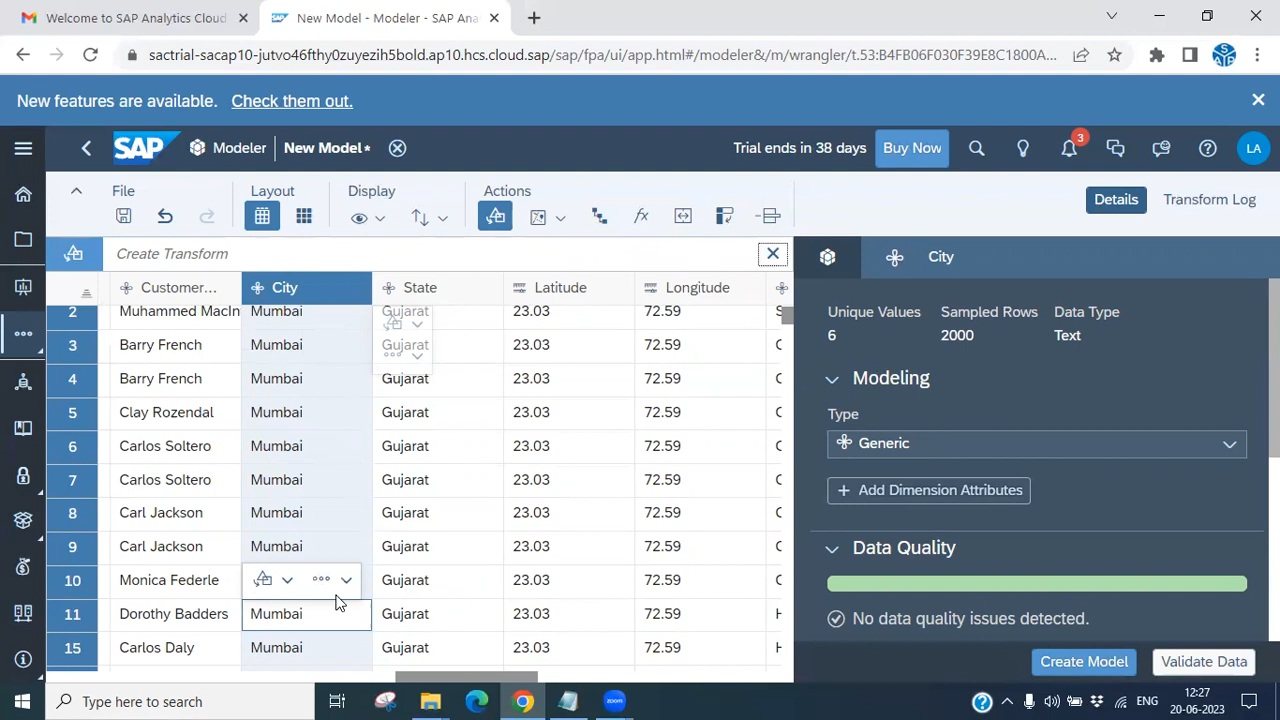 Welcome to SAP Analytics Cloud
New Model - Modeler - SAP Ana
sactrial-sacap10-jutvo46fthy0zuyezih5bold.ap10.hcs.cloud.sap/sap/fpa/ui/app.html#/modeler&/m/wrangler/t.53:B4FB06F030F39E8C1800A...
New features are available. Check them out.
SAP Modeler New Model* Trial ends in 38 days Buy Now 3 LA
File Layout Display Actions Details Transform Log
Create Transform
City
Customer... City State Latitude Longitude
2 Muhammed MacIn Mumbai Gujarat 23.03 72.59 S
3 Barry French Mumbai Gujarat 23.03 72.59 C
4 Barry French Mumbai Gujarat 23.03 72.59 C
5 Clay Rozendal Mumbai Gujarat 23.03 72.59 C
6 Carlos Soltero Mumbai Gujarat 23.03 72.59 C
7 Carlos Soltero Mumbai Gujarat 23.03 72.59 C
8 Carl Jackson Mumbai Gujarat 23.03 72.59 C
9 Carl Jackson Mumbai Gujarat 23.03 72.59 C
10 Monica Federle Gujarat 23.03 72.59 C
11 Dorothy Badders Mumbai Gujarat 23.03 72.59 H
15 Carlos Daly Mumbai Gujarat 23.03 72.59 H
Unique Values Sampled Rows Data Type
6 2000 Text
Modeling
Type
Generic
+ Add Dimension Attributes
Data Quality
No data quality issues detected.
Create Model Validate Data
Type here to search
ENG
12:27
20-06-2023